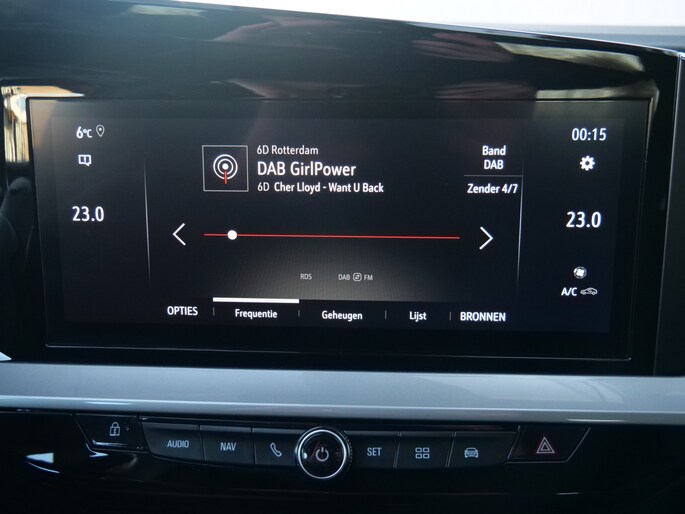 6°C
00:15
6D Rotterdam
DAB GirlPower
6D Cher Lloyd - Want U Back
Band
DAB
Zender 4/7
23.0
23.0
RDS
DAB FM
A/C
OPTIES
Frequentie
Geheugen
Lijst
BRONNEN
AUDIO
NAV
SET